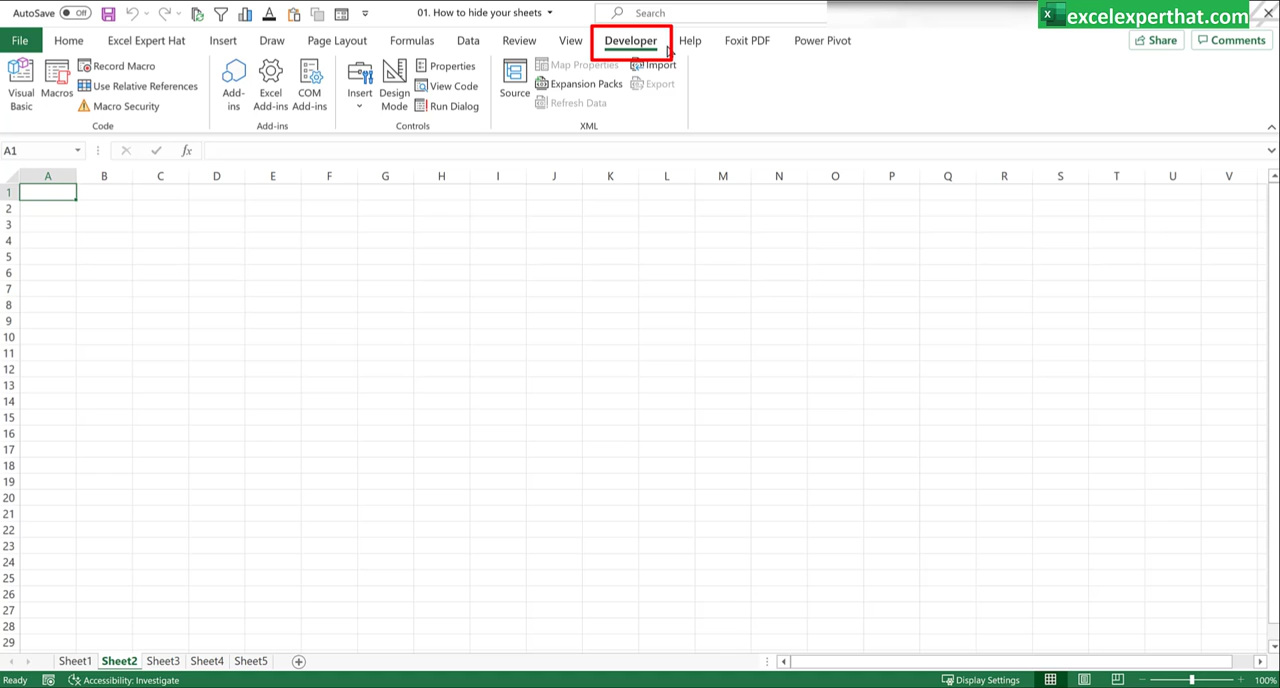 AutoSave Off 01. How to hide your sheets Search
excelexperthat.com
File Home Excel Expert Hat Insert Draw Page Layout Formulas Data Review View Developer Help Foxit PDF Power Pivot Share Comments
Visual Basic
Macros
Record Macro
Use Relative References
Macro Security
Code
Add-ins
Excel Add-ins
COM Add-ins
Add-ins
Insert
Design Mode
Properties
View Code
Run Dialog
Controls
Source
Map Properties
Expansion Packs
Refresh Data
Import
Export
XML
A1 fx
A B C D E F G H I J K L M N O P Q R S T U V
1
2
3
4
5
6
7
8
9
10
11
12
13
14
15
16
17
18
19
20
21
22
23
24
25
26
27
28
29
Sheet1 Sheet2 Sheet3 Sheet4 Sheet5
Ready Accessibility: Investigate Display Settings 100%